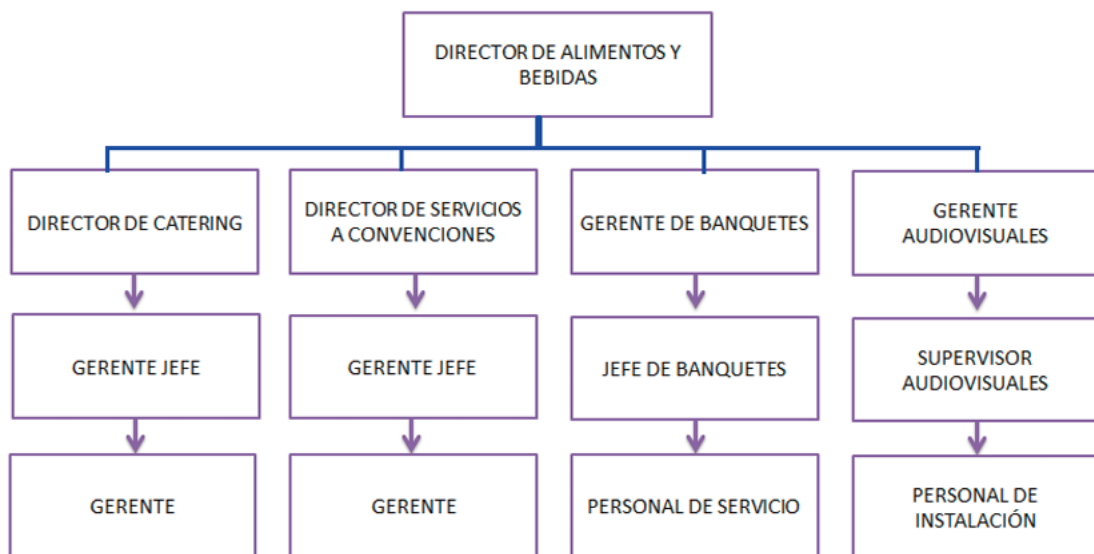 DIRECTOR DE ALIMENTOS Y
BEBIDAS
DIRECTOR DE CATERING
DIRECTOR DE SERVICIOS
A CONVENCIONES
GERENTE DE BANQUETES
GERENTE
AUDIOVISUALES
GERENTE JEFE
GERENTE JEFE
JEFE DE BANQUETES
SUPERVISOR
AUDIOVISUALES
GERENTE
GERENTE
PERSONAL DE SERVICIO
PERSONAL DE
INSTALACIÓN